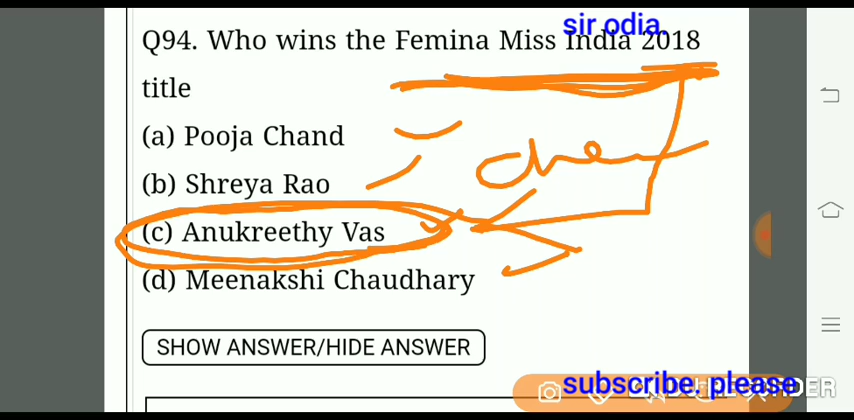 sir odia.
Q94. Who wins the Femina Miss India 2018
title
(a) Pooja Chand
(b) Shreya Rao
(c) Anukreethy Vas
(d) Meenakshi Chaudhary
SHOW ANSWER/HIDE ANSWER
subscribe. please